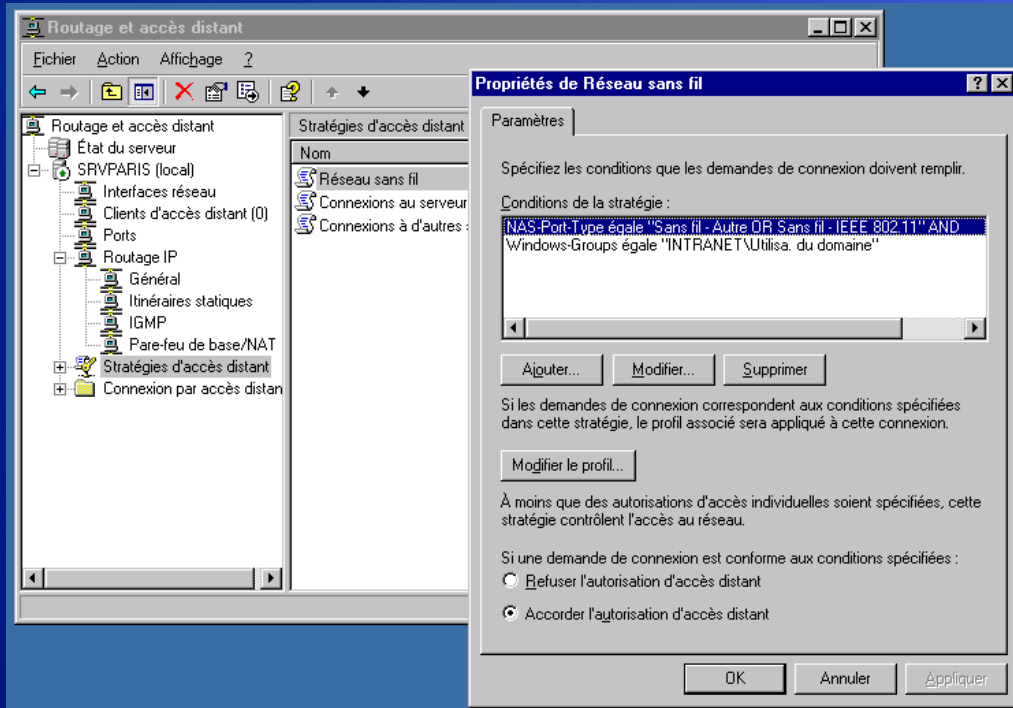 Routage et accès distant
Fichier Action Affichage ?
Routage et accès distant
État du serveur
SRVPARIS (local)
Interfaces réseau
Clients d'accès distant (0)
Ports
Routage IP
Général
Itinéraires statiques
IGMP
Pare-feu de base/NAT
Stratégies d'accès distant
Connexion par accès distan
Stratégies d'accès distant
Nom
Réseau sans fil
Connexions au serveur
Connexions à d'autres
Propriétés de Réseau sans fil
Paramètres
Spécifiez les conditions que les demandes de connexion doivent remplir.
Conditions de la stratégie :
NAS-Port-Type égale "Sans fil - Autre OR Sans fil - IEEE 802.11" AND
Windows-Groups égale "INTRANET\Utilisa. du domaine"
Ajouter... Modifier... Supprimer
Si les demandes de connexion correspondent aux conditions spécifiées
dans cette stratégie, le profil associé sera appliqué à cette connexion.
Modifier le profil...
À moins que des autorisations d'accès individuelles soient spécifiées, cette
stratégie contrôlent l'accès au réseau.
Si une demande de connexion est conforme aux conditions spécifiées :
Refuser l'autorisation d'accès distant
Accorder l'autorisation d'accès distant
OK Annuler Appliquer